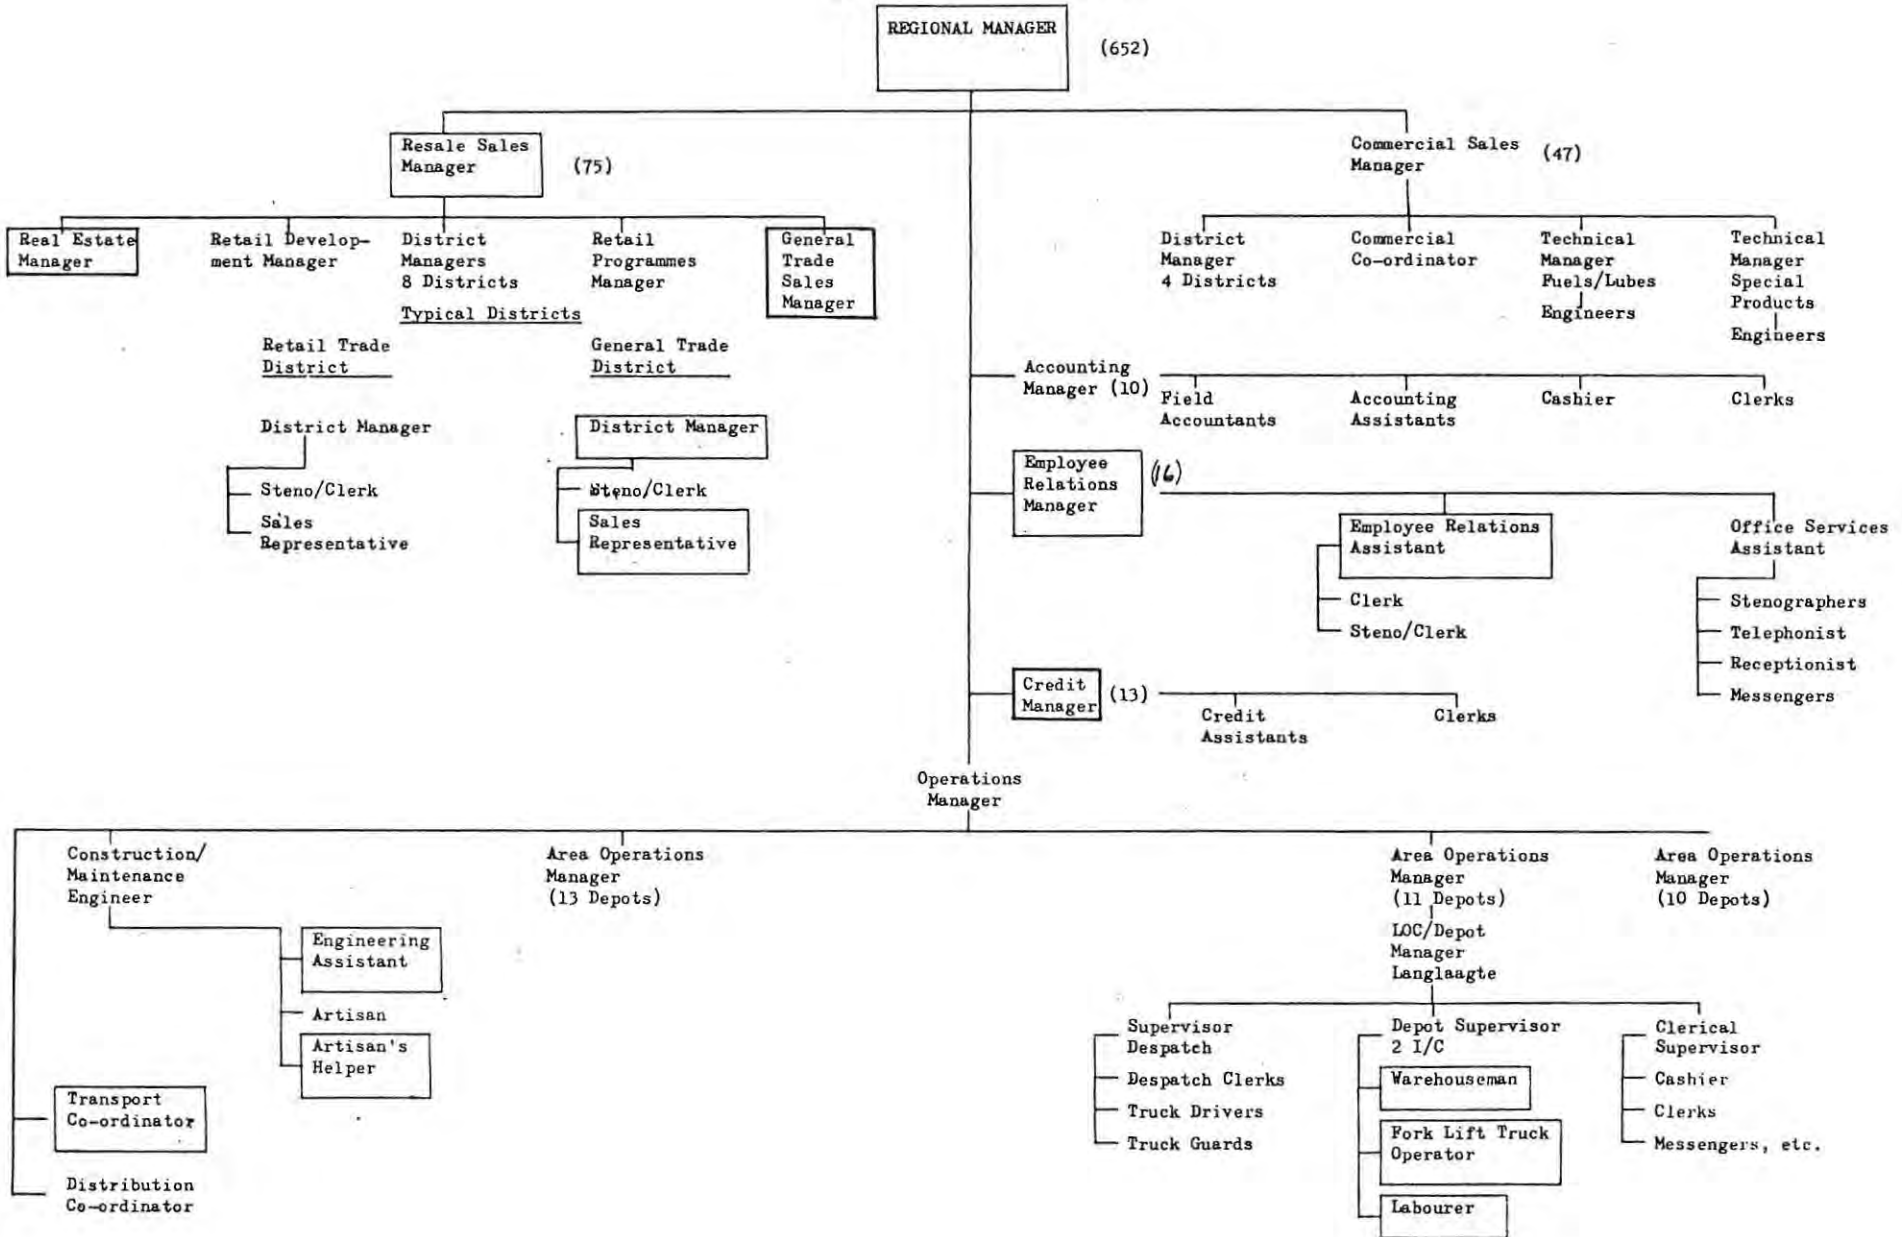 REGIONAL MANAGER
(652)
Resale Sales
Manager
(75)
Commercial Sales
Manager
(47)
Real Estate
Manager
Retail Develop-
ment Manager
District
Managers
8 Districts
Retail
Programmes
Manager
General
Trade
Sales
Manager
Typical Districts
Retail Trade
District
General Trade
District
District Manager
Steno/Clerk
Sales
Representative
District Manager
Steno/Clerk
Sales
Representative
District
Manager
4 Districts
Commercial
Co-ordinator
Technical
Manager
Fuels/Lubes
Engineers
Technical
Manager
Special
Products
Engineers
Accounting
Manager (10)
Field
Accountants
Accounting
Assistants
Cashier
Clerks
Employee
Relations
Manager
(16)
Employee Relations
Assistant
Clerk
Steno/Clerk
Office Services
Assistant
Stenographers
Telephonist
Receptionist
Messengers
Credit
Manager
(13)
Credit
Assistants
Clerks
Operations
Manager
Construction/
Maintenance
Engineer
Engineering
Assistant
Artisan
Artisan's
Helper
Transport
Co-ordinator
Distribution
Co-ordinator
Area Operations
Manager
(13 Depots)
Area Operations
Manager
(11 Depots)
LOC/Depot
Manager
Langlaagte
Area Operations
Manager
(10 Depots)
Supervisor
Despatch
Despatch Clerks
Truck Drivers
Truck Guards
Depot Supervisor
2 I/C
Warehouseman
Fork Lift Truck
Operator
Labourer
Clerical
Supervisor
Cashier
Clerks
Messengers, etc.